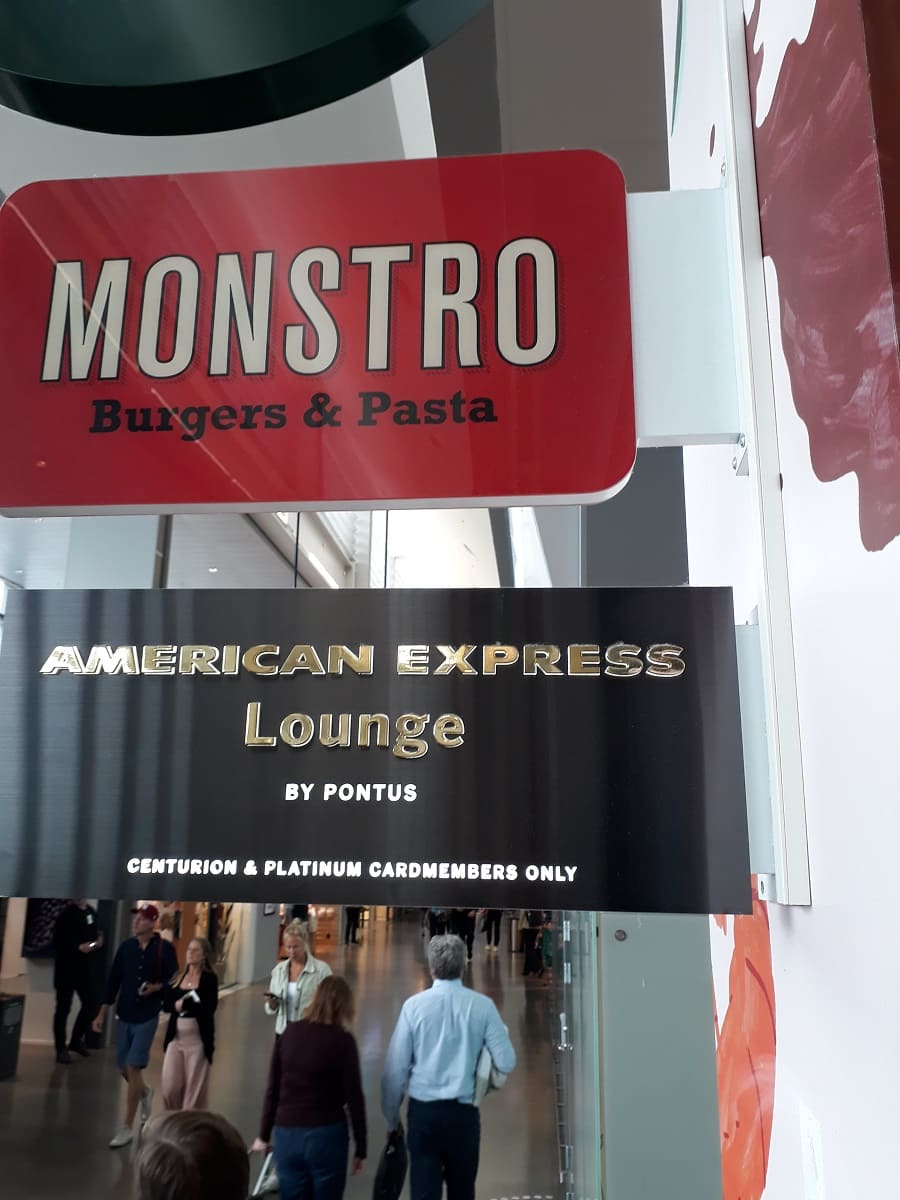 MONSTRO
Burgers & Pasta
AMERICAN EXPRESS
Lounge
BY PONTUS
CENTURION & PLATINUM CARDMEMBERS ONLY